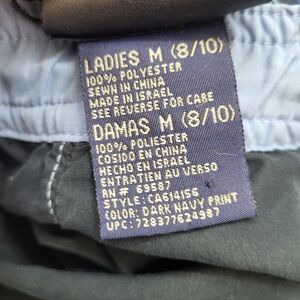 LADIES M (8/10)
100% POLYESTER
SEWN IN CHINA
MADE IN ISRAEL
SEE REVERSE FOR CARE
DAMAS M (8/10)
100% POLIESTER
COSIDO EN CHINA
HECHO EN ISRAEL
ENTRETIEN AU VERSO
RN# 69587
STYLE: CA614156
COLOR: DARK NAVY PRINT
UPC: 728377624987